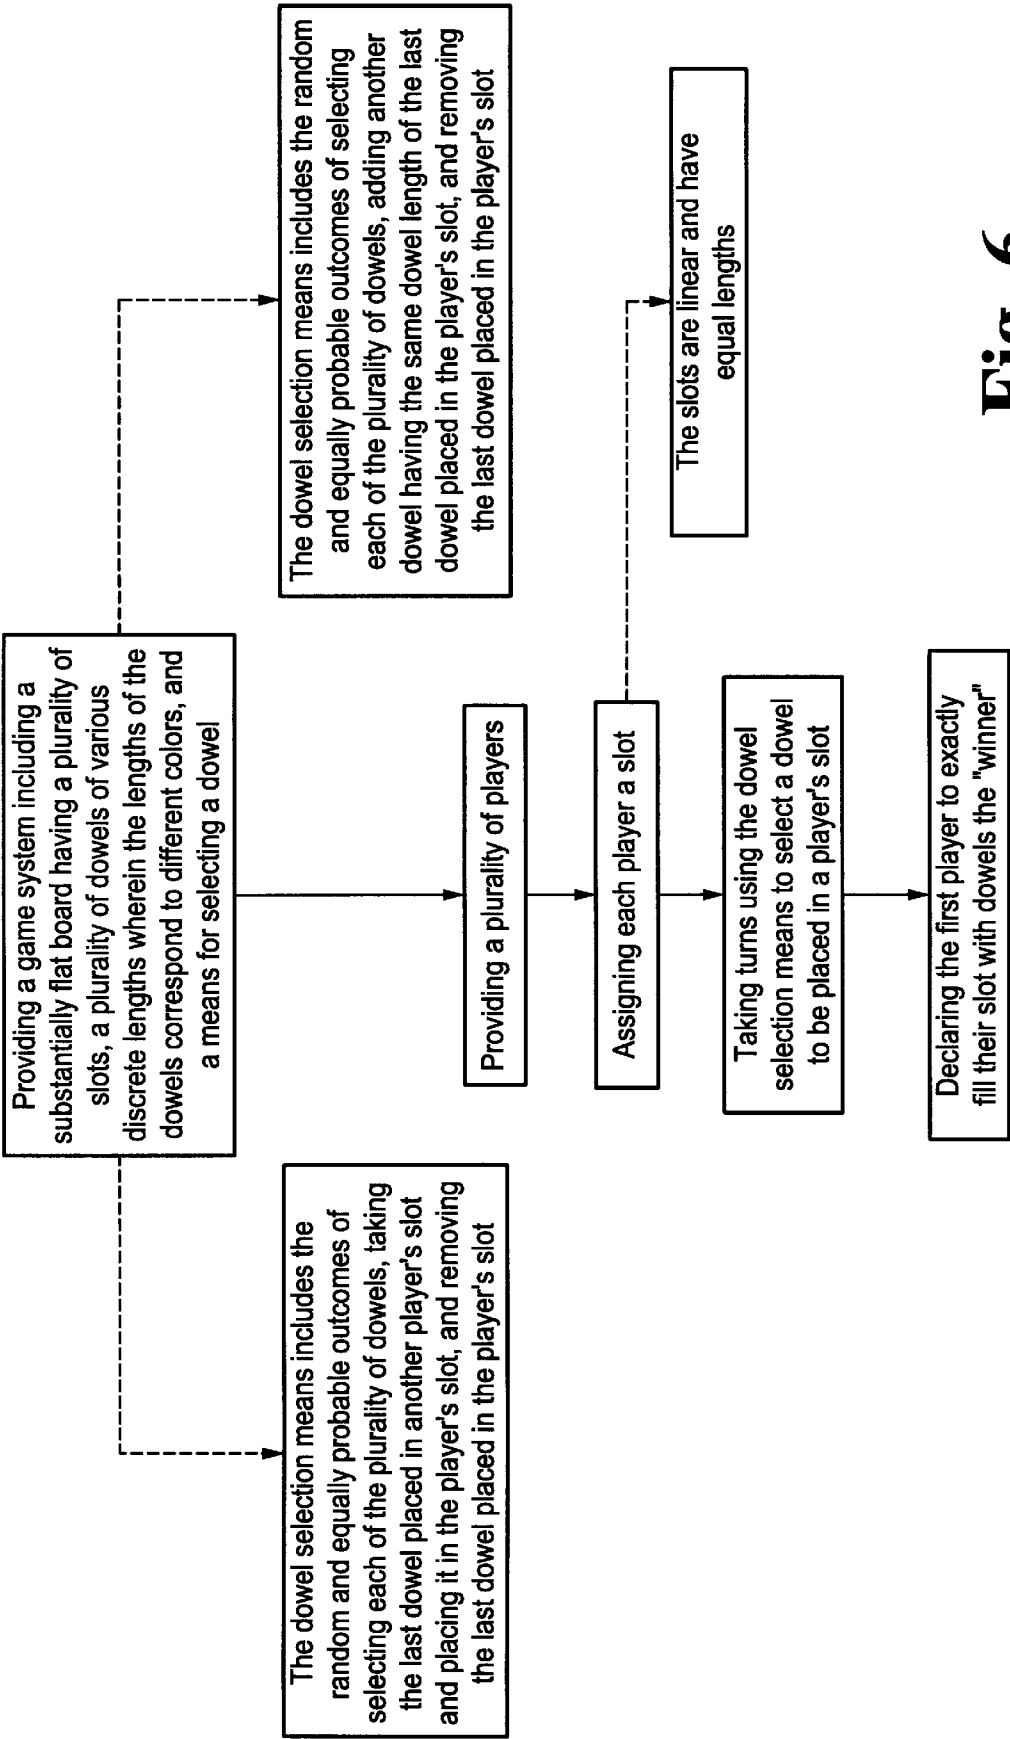 Providing a game system including a
substantially flat board having a plurality of
slots, a plurality of dowels of various
discrete lengths wherein the lengths of the
dowels correspond to different colors, and
a means for selecting a dowel
The dowel selection means includes the
random and equally probable outcomes of
selecting each of the plurality of dowels, taking
the last dowel placed in another player's slot
and placing it in the player's slot, and removing
the last dowel placed in the player's slot
The dowel selection means includes the random
and equally probable outcomes of selecting
each of the plurality of dowels, adding another
dowel having the same dowel length of the last
dowel placed in the player's slot, and removing
the last dowel placed in the player's slot
Providing a plurality of players
Assigning each player a slot
The slots are linear and have
equal lengths
Taking turns using the dowel
selection means to select a dowel
to be placed in a player's slot
Declaring the first player to exactly
fill their slot with dowels the "winner"
Fig. 6